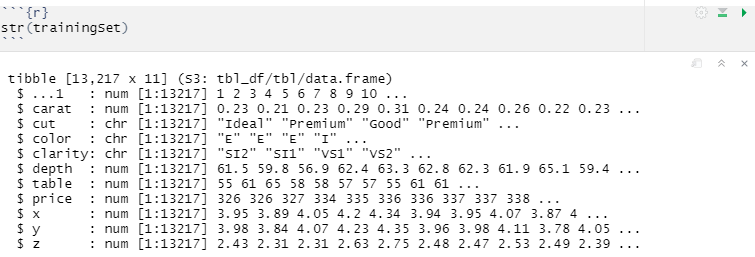 ```{r}
str(trainingSet)
```
tibble [13,217 x 11] (S3: tbl_df/tbl/data.frame)
 $ ...1   : num [1:13217] 1 2 3 4 5 6 7 8 9 10 ...
 $ carat  : num [1:13217] 0.23 0.21 0.23 0.29 0.31 0.24 0.24 0.26 0.22 0.23 ...
 $ cut    : chr [1:13217] "Ideal" "Premium" "Good" "Premium" ...
 $ color  : chr [1:13217] "E" "E" "E" "I" ...
 $ clarity: chr [1:13217] "SI2" "SI1" "VS1" "VS2" ...
 $ depth  : num [1:13217] 61.5 59.8 56.9 62.4 63.3 62.8 62.3 61.9 65.1 59.4 ...
 $ table  : num [1:13217] 55 61 65 58 58 57 57 55 61 61 ...
 $ price  : num [1:13217] 326 326 327 334 335 336 336 337 337 338 ...
 $ x      : num [1:13217] 3.95 3.89 4.05 4.2 4.34 3.94 3.95 4.07 3.87 4 ...
 $ y      : num [1:13217] 3.98 3.84 4.07 4.23 4.35 3.96 3.98 4.11 3.78 4.05 ...
 $ z      : num [1:13217] 2.43 2.31 2.31 2.63 2.75 2.48 2.47 2.53 2.49 2.39 ...